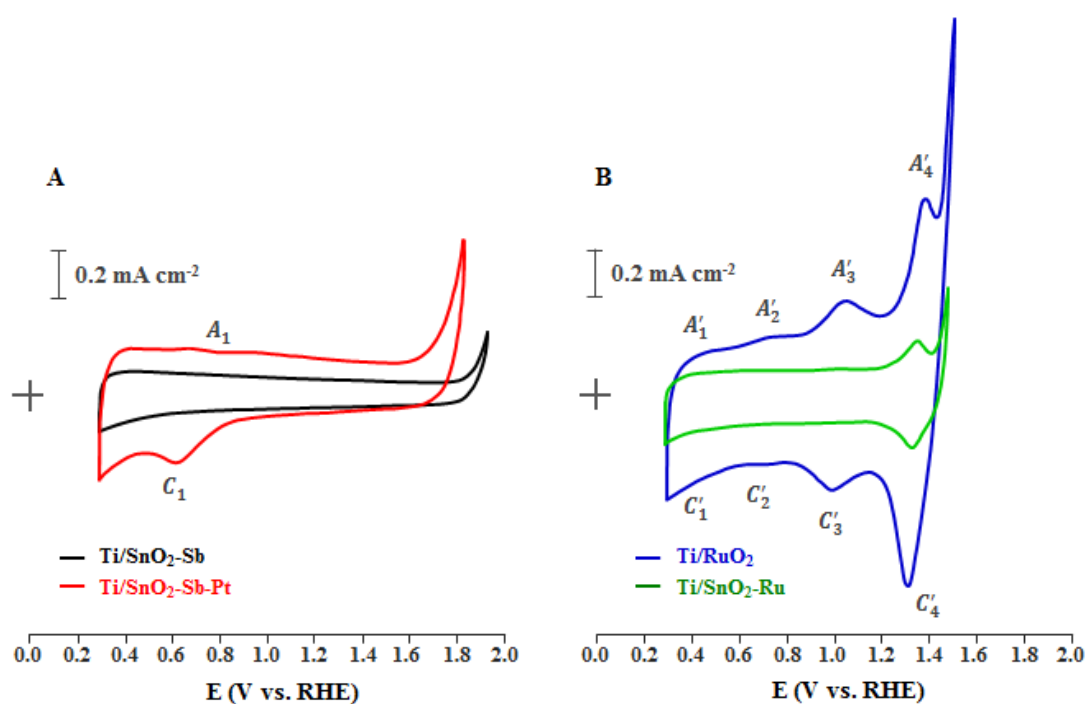 A
0.2 mA cm⁻²
A₁
C₁
Ti/SnO₂-Sb
Ti/SnO₂-Sb-Pt
0.0 0.2 0.4 0.6 0.8 1.0 1.2 1.4 1.6 1.8 2.0
E (V vs. RHE)
B
0.2 mA cm⁻²
A′₁
A′₂
A′₃
A′₄
C′₁
C′₂
C′₃
C′₄
Ti/RuO₂
Ti/SnO₂-Ru
0.0 0.2 0.4 0.6 0.8 1.0 1.2 1.4 1.6 1.8 2.0
E (V vs. RHE)